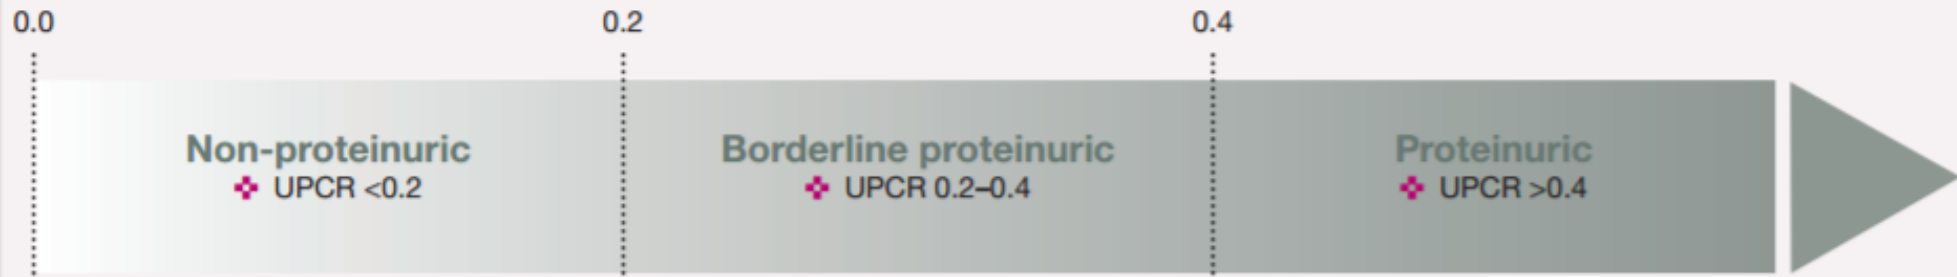 0.0 0.2 0.4
Non-proteinuric Borderline proteinuric Proteinuric
UPCR <0.2 UPCR 0.2–0.4 UPCR >0.4